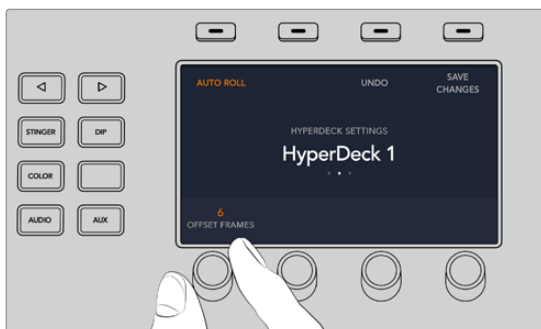 AUTO ROLL
UNDO
SAVE
CHANGES
STINGER
DIP
HYPERDECK SETTINGS
HyperDeck 1
COLOR
AUDIO
AUX
6
OFFSET FRAMES